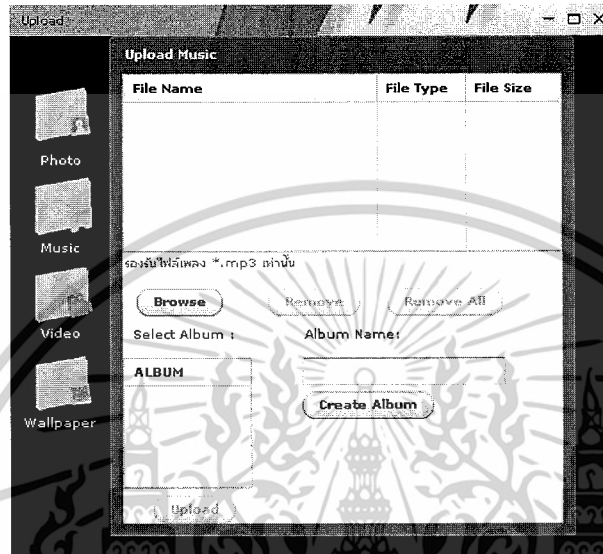 Upload
Upload Music
File Name File Type File Size
Photo
Music
Video
Wallpaper
รองรับไฟล์เพลง *.mp3 เท่านั้น
Browse Remove Remove All
Select Album : Album Name:
ALBUM
Create Album
Upload